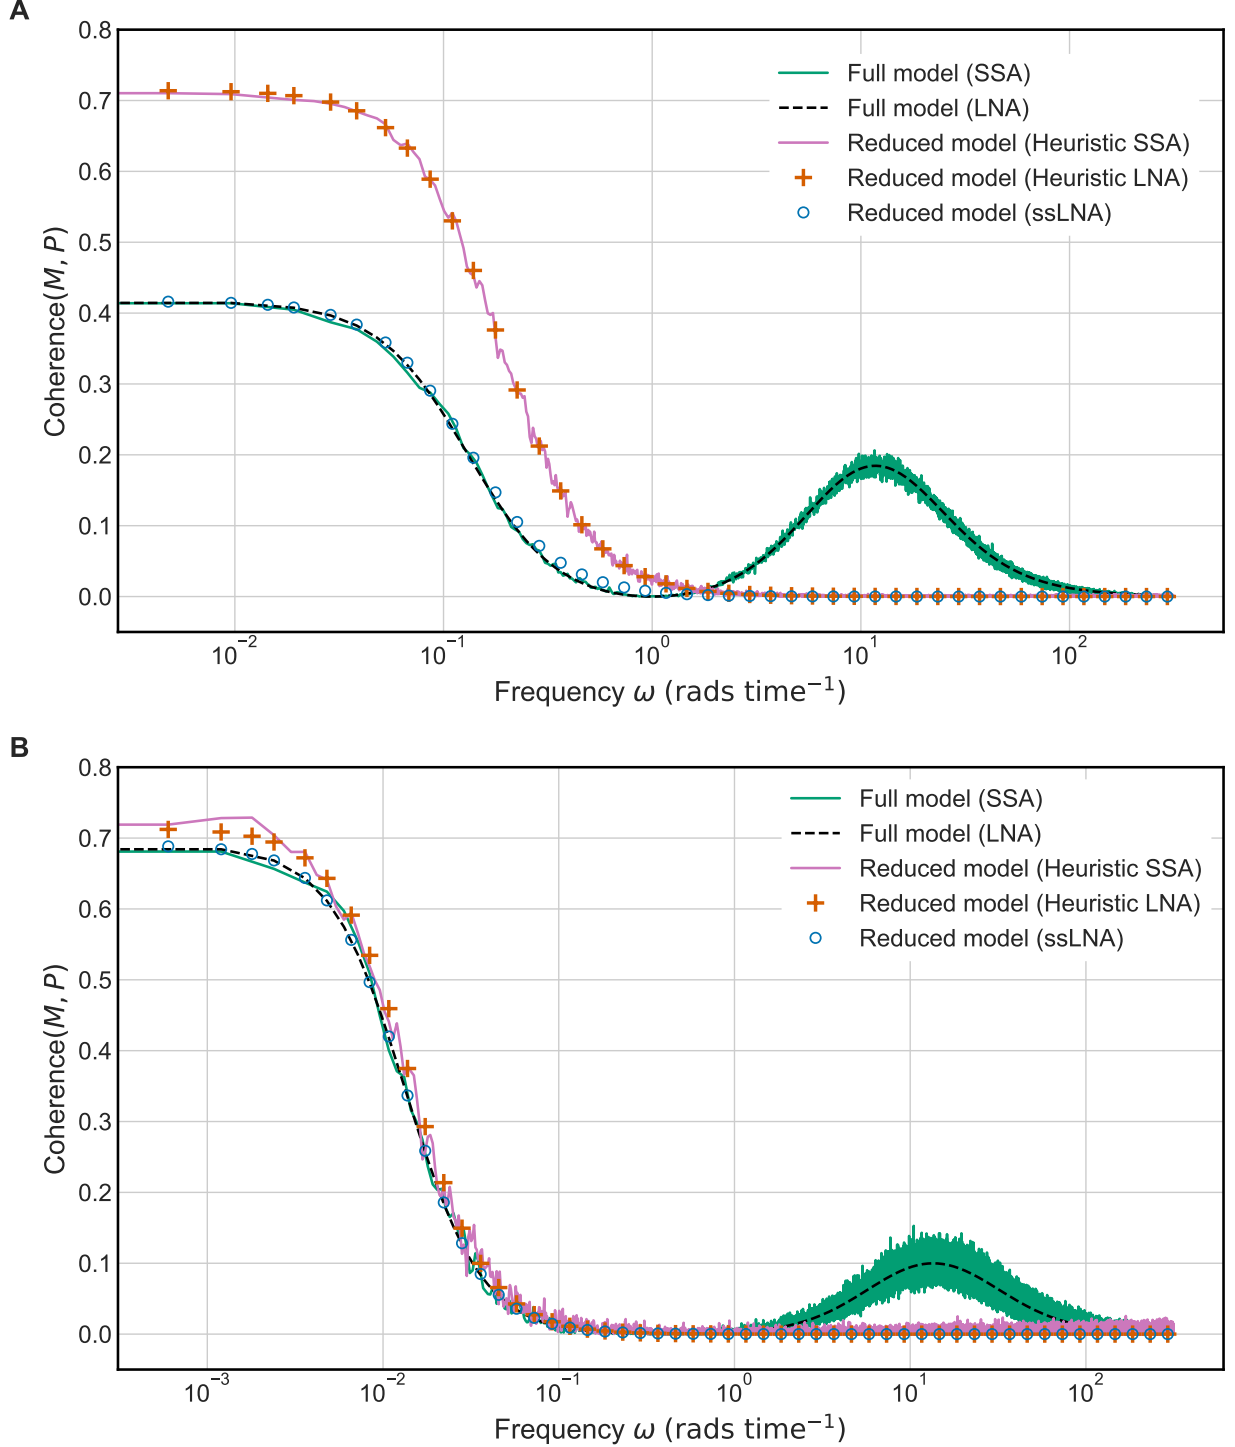 A
0.8
0.7
0.6
0.5
0.4
0.3
0.2
0.1
0.0
Coherence(M, P)
Full model (SSA)
Full model (LNA)
Reduced model (Heuristic SSA)
Reduced model (Heuristic LNA)
Reduced model (ssLNA)
10⁻² 10⁻¹ 10⁰ 10¹ 10²
Frequency ω (rads time⁻¹)
B
0.8
0.7
0.6
0.5
0.4
0.3
0.2
0.1
0.0
Coherence(M, P)
Full model (SSA)
Full model (LNA)
Reduced model (Heuristic SSA)
Reduced model (Heuristic LNA)
Reduced model (ssLNA)
10⁻³ 10⁻² 10⁻¹ 10⁰ 10¹ 10²
Frequency ω (rads time⁻¹)